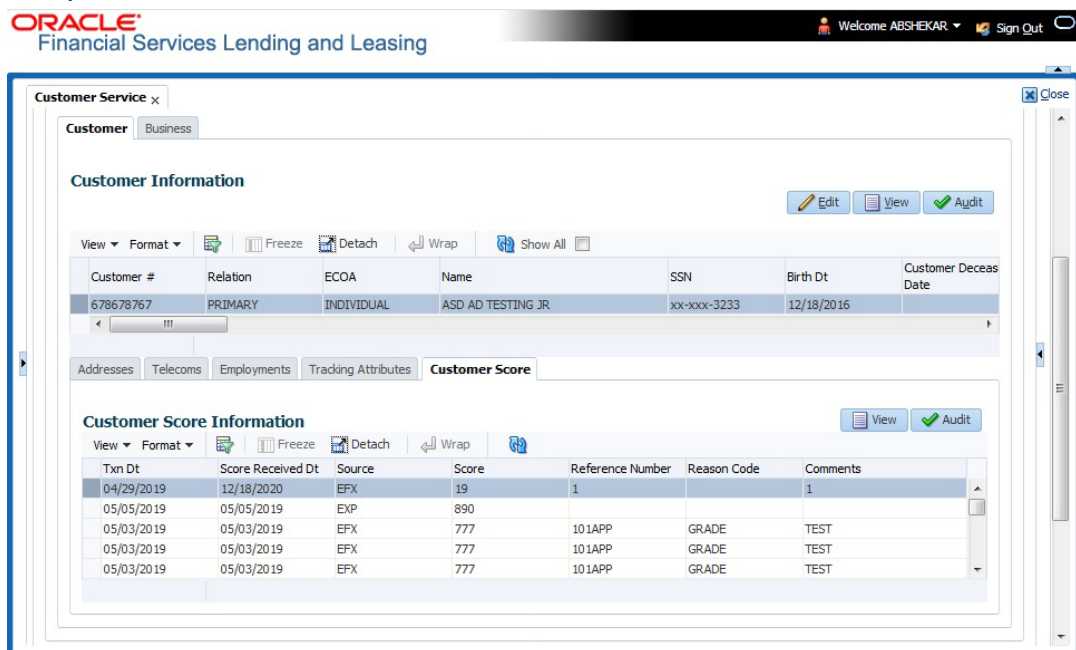 ORACLE
Financial Services Lending and Leasing
Welcome ABSHEKAR Sign Out
Customer Service x Close
Customer Business
Customer Information
Edit View Audit
View Format Freeze Detach Wrap Show All
Customer # Relation ECOA Name SSN Birth Dt Customer Deceas
Date
678678767 PRIMARY INDIVIDUAL ASD AD TESTING JR xx-xxx-3233 12/18/2016
Addresses Telecoms Employments Tracking Attributes Customer Score
Customer Score Information
View Audit
View Format Freeze Detach Wrap
Txn Dt Score Received Dt Source Score Reference Number Reason Code Comments
04/29/2019 12/18/2020 EFX 19 1 1
05/05/2019 05/05/2019 EXP 890
05/03/2019 05/03/2019 EFX 777 101APP GRADE TEST
05/03/2019 05/03/2019 EFX 777 101APP GRADE TEST
05/03/2019 05/03/2019 EFX 777 101APP GRADE TEST